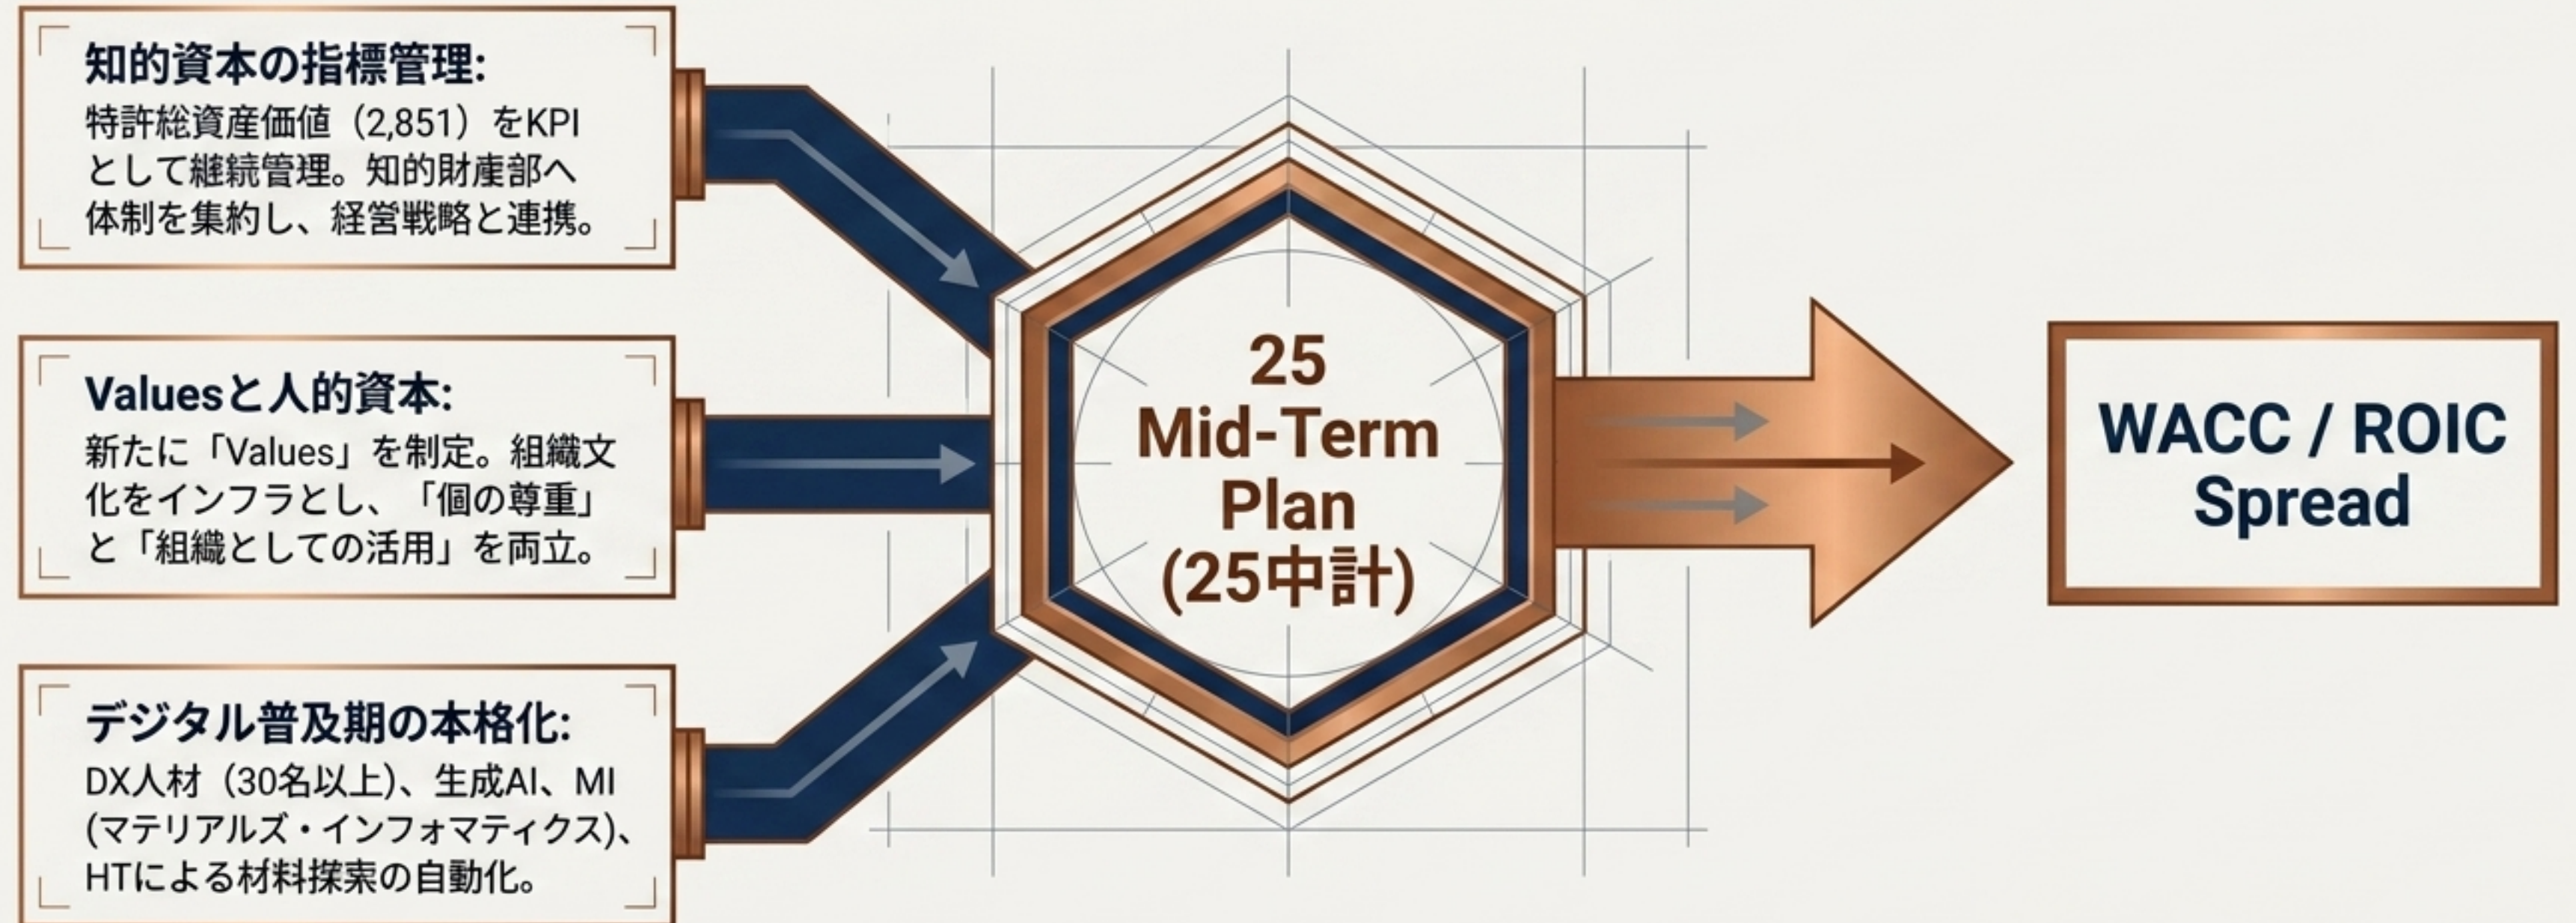 知的資本の指標管理:
特許総資産価値（2,851）をKPI
として継続管理。知的財産部へ
体制を集約し、経営戦略と連携。
Valuesと人的資本:
新たに「Values」を制定。組織文
化をインフラとし、「個の尊重」
と「組織としての活用」を両立。
デジタル普及期の本格化:
DX人材（30名以上)、生成AI、MI
(マテリアルズ・インフォマティクス)、
HTによる材料探索の自動化。
25
Mid-Term
Plan
(25中計)
WACC / ROIC
Spread